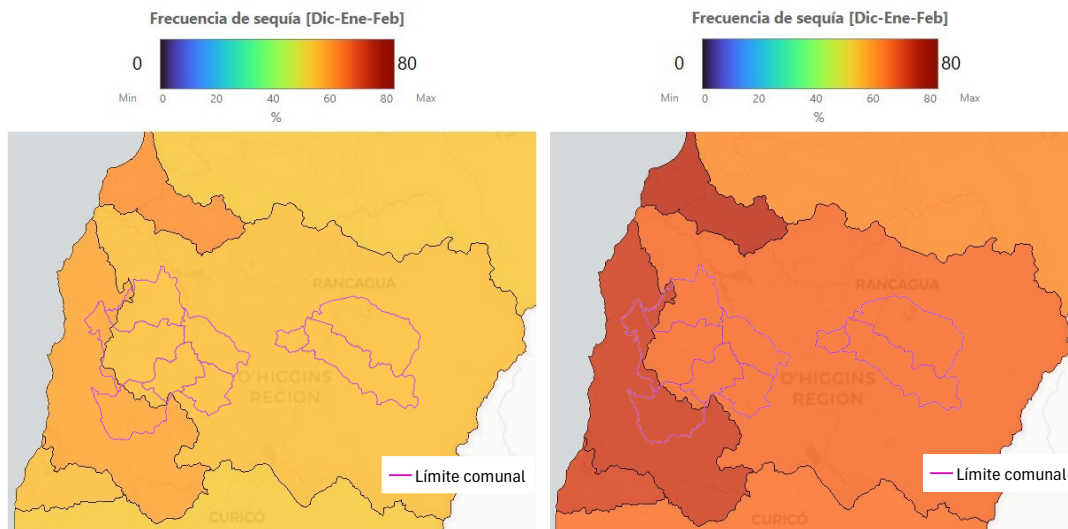 Frecuencia de sequía [Dic-Ene-Feb]
0 80
Min 0 20 40 60 80 Max
%
RANCAGUA
O'HIGGINS
REGION
CURICÓ
Límite comunal
Frecuencia de sequía [Dic-Ene-Feb]
0 80
Min 0 20 40 60 80 Max
%
RANCAGUA
O'HIGGINS
REGION
CURICÓ
Límite comunal